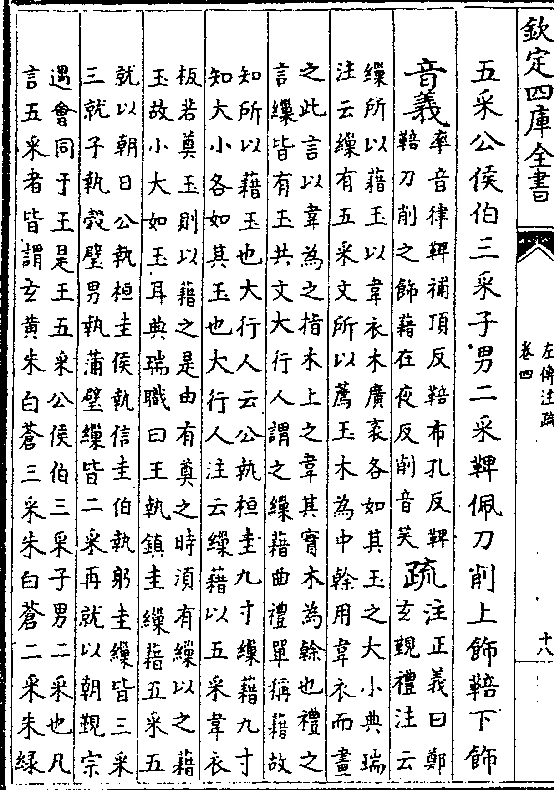 欽定四庫全書
左傳注疏
卷四
十八
五采公侯伯三采子男二采鞞佩刀削上飾鞛下飾
音義
率音律鞞補頂反鞛布孔反鞞
鞛刀削之飾藉在夜反削音笑
疏
注正義曰鄭
玄覲禮注云
繅所以藉玉以韋衣木廣袤各如其玉之大小典瑞
注云繅有五采文所以薦玉木為中榦用韋衣而畫
之此言以韋為之指木上之韋其實木為榦也禮之
言繅皆有玉共文大行人謂之繅藉曲禮單稱藉故
知所以藉玉也大行人云公執桓圭九寸繅藉九寸
知大小各如其玉也大行人注云繅藉以五采韋衣
板若奠玉則以藉之是由有奠之時須有繅以之藉
玉故小大如玉耳典瑞職曰王執鎮圭繅藉五采五
就以朝日公執桓圭侯執信圭伯執躬圭繅皆三采
三就子執穀璧男執蒲璧繅皆二采再就以朝覲宗
遇會同于王是王五采公侯伯三采子男二采也凡
言五采者皆謂玄黃朱白蒼三采朱白蒼二采朱緑